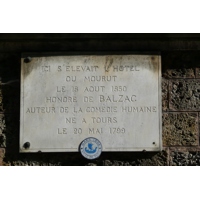 ICI S'ELEVAIT L'HOTEL
OU MOURUT
LE 18 AOUT 1850
HONORE DE BALZAC
AUTEUR DE LA COMEDIE HUMAINE
NE A TOURS
LE 20 MAI 1799